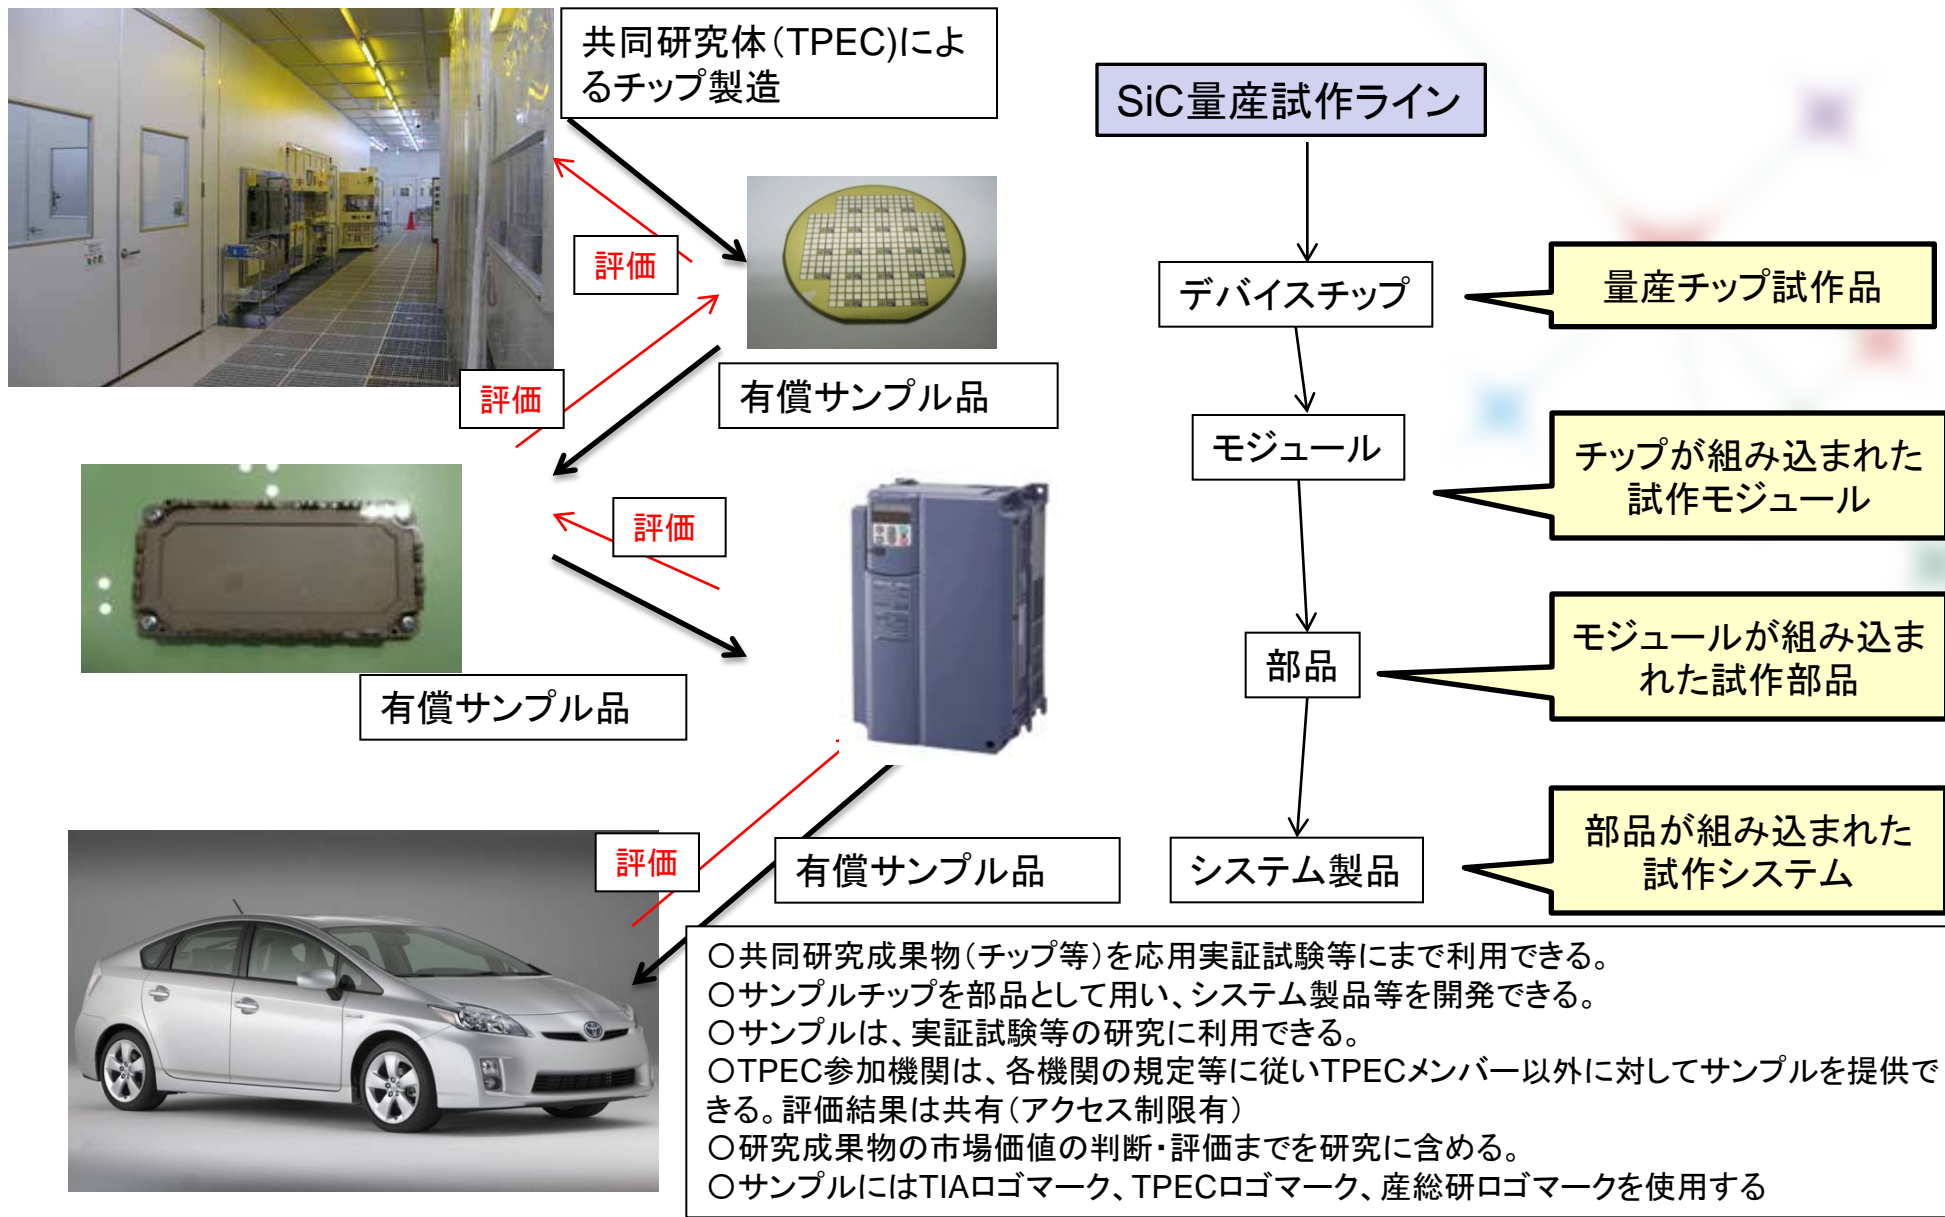 共同研究体(TPEC)によ
るチップ製造
SiC量産試作ライン
評価
デバイスチップ
量産チップ試作品
評価
有償サンプル品
モジュール
チップが組み込まれた
試作モジュール
評価
部品
モジュールが組み込ま
れた試作部品
有償サンプル品
評価
有償サンプル品
システム製品
部品が組み込まれた
試作システム
○共同研究成果物(チップ等)を応用実証試験等にまで利用できる。
○サンプルチップを部品として用い、システム製品等を開発できる。
○サンプルは、実証試験等の研究に利用できる。
○TPEC参加機関は、各機関の規定等に従いTPECメンバー以外に対してサンプルを提供で
きる。評価結果は共有(アクセス制限有)
○研究成果物の市場価値の判断・評価までを研究に含める。
○サンプルにはTIAロゴマーク、TPECロゴマーク、産総研ロゴマークを使用する